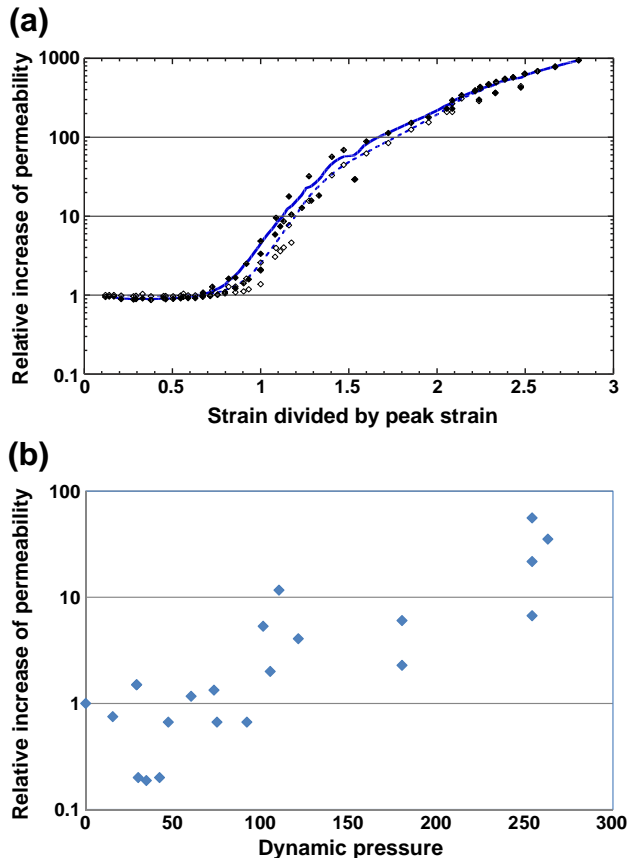 (a)
Relative increase of permeability
1000
100
10
1
0.1
0 0.5 1 1.5 2 2.5 3
Strain divided by peak strain
(b)
Relative increase of permeability
100
10
1
0.1
0 50 100 150 200 250 300
Dynamic pressure